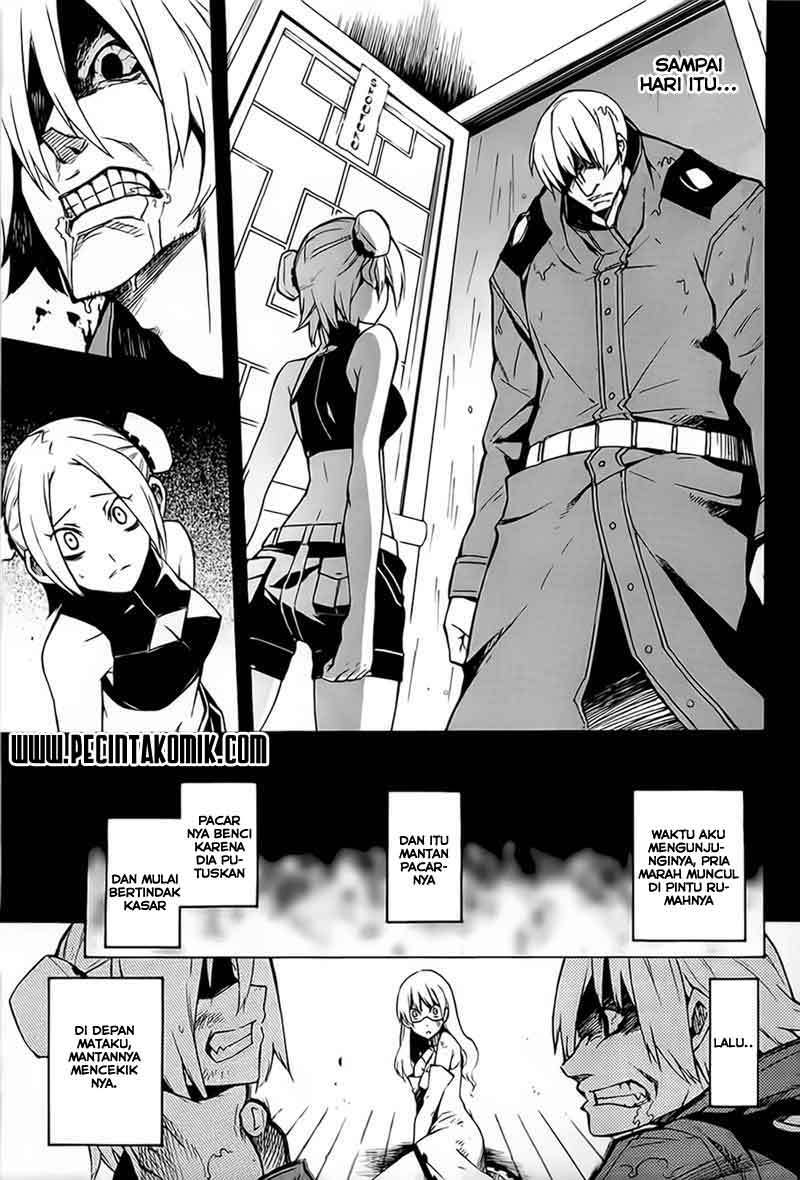 SAMPAI
HARI ITU...
WWW.PECINTAKOMIK.COM
WAKTU AKU
MENGUNJU-
NGINYA, PRIA
MARAH MUNCUL
DI PINTU RU-
MAHNYA
DAN ITU
MANTAN
PACAR-
NYA
PACAR
NYA BENCI
KARENA
DIA PU-
TUSKAN
DAN MULAI
BERTINDAK
KASAR
LALU..
DI DEPAN
MATAKU,
MANTANNYA
MENCEKIK
NYA.